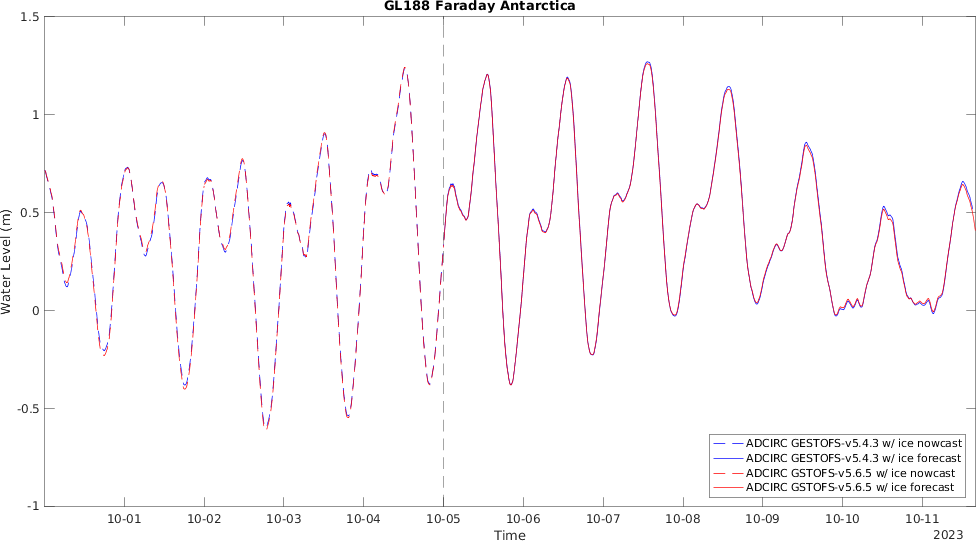 GL188 Faraday Antarctica
1.5
1
0.5
0
-0.5
-1
Water Level (m)
ADCIRC GESTOFS-v5.4.3 w/ ice nowcast
ADCIRC GESTOFS-v5.4.3 w/ ice forecast
ADCIRC GSTOFS-v5.6.5 w/ ice nowcast
ADCIRC GSTOFS-v5.6.5 w/ ice forecast
10-01 10-02 10-03 10-04 10-05 10-06 10-07 10-08 10-09 10-10 10-11
Time
2023